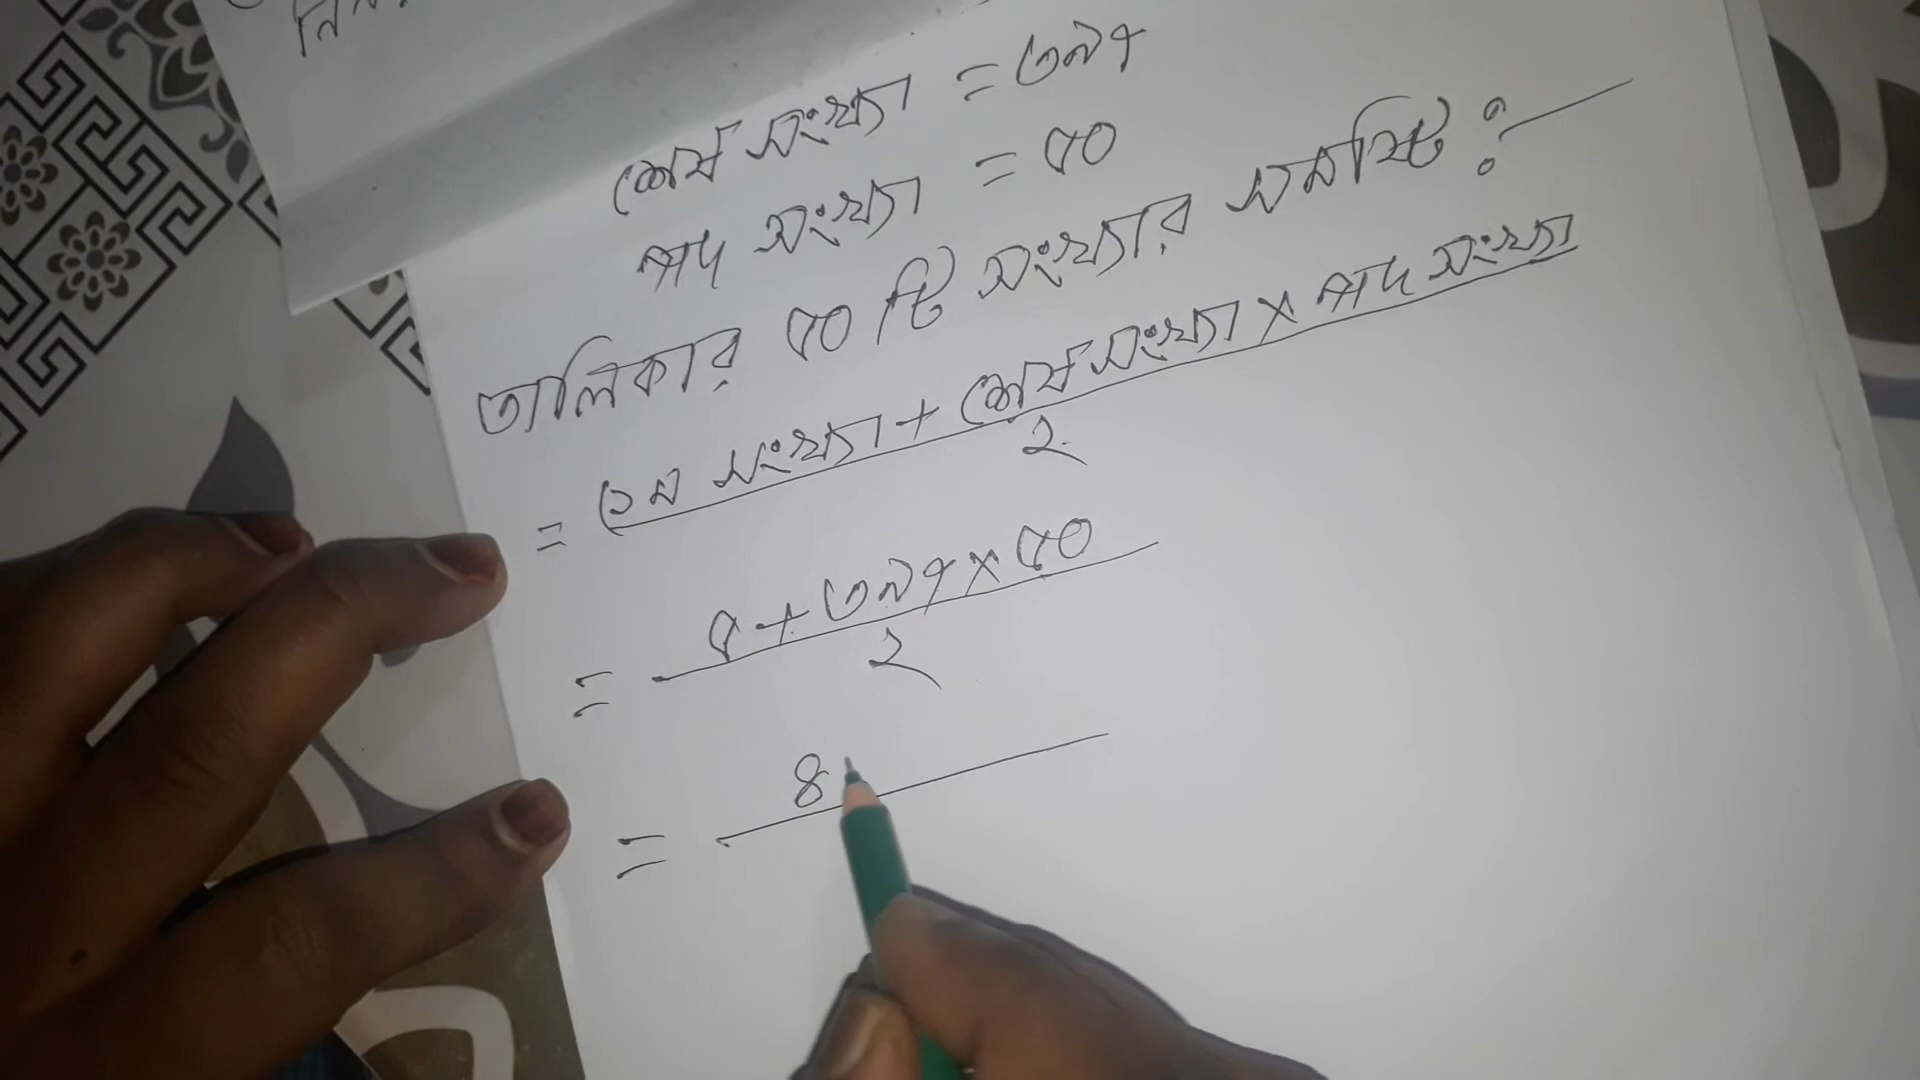 শেষ সংখ্যা = ৩৯৭
পদ সংখ্যা = ৫০
তালিকার ৫০ টি সংখ্যার সমষ্টি :—
= (১ম সংখ্যা + শেষ সংখ্যা × পদ সংখ্যা
২
= ৫ + ৩৯৭ × ৫০
২
= ৪